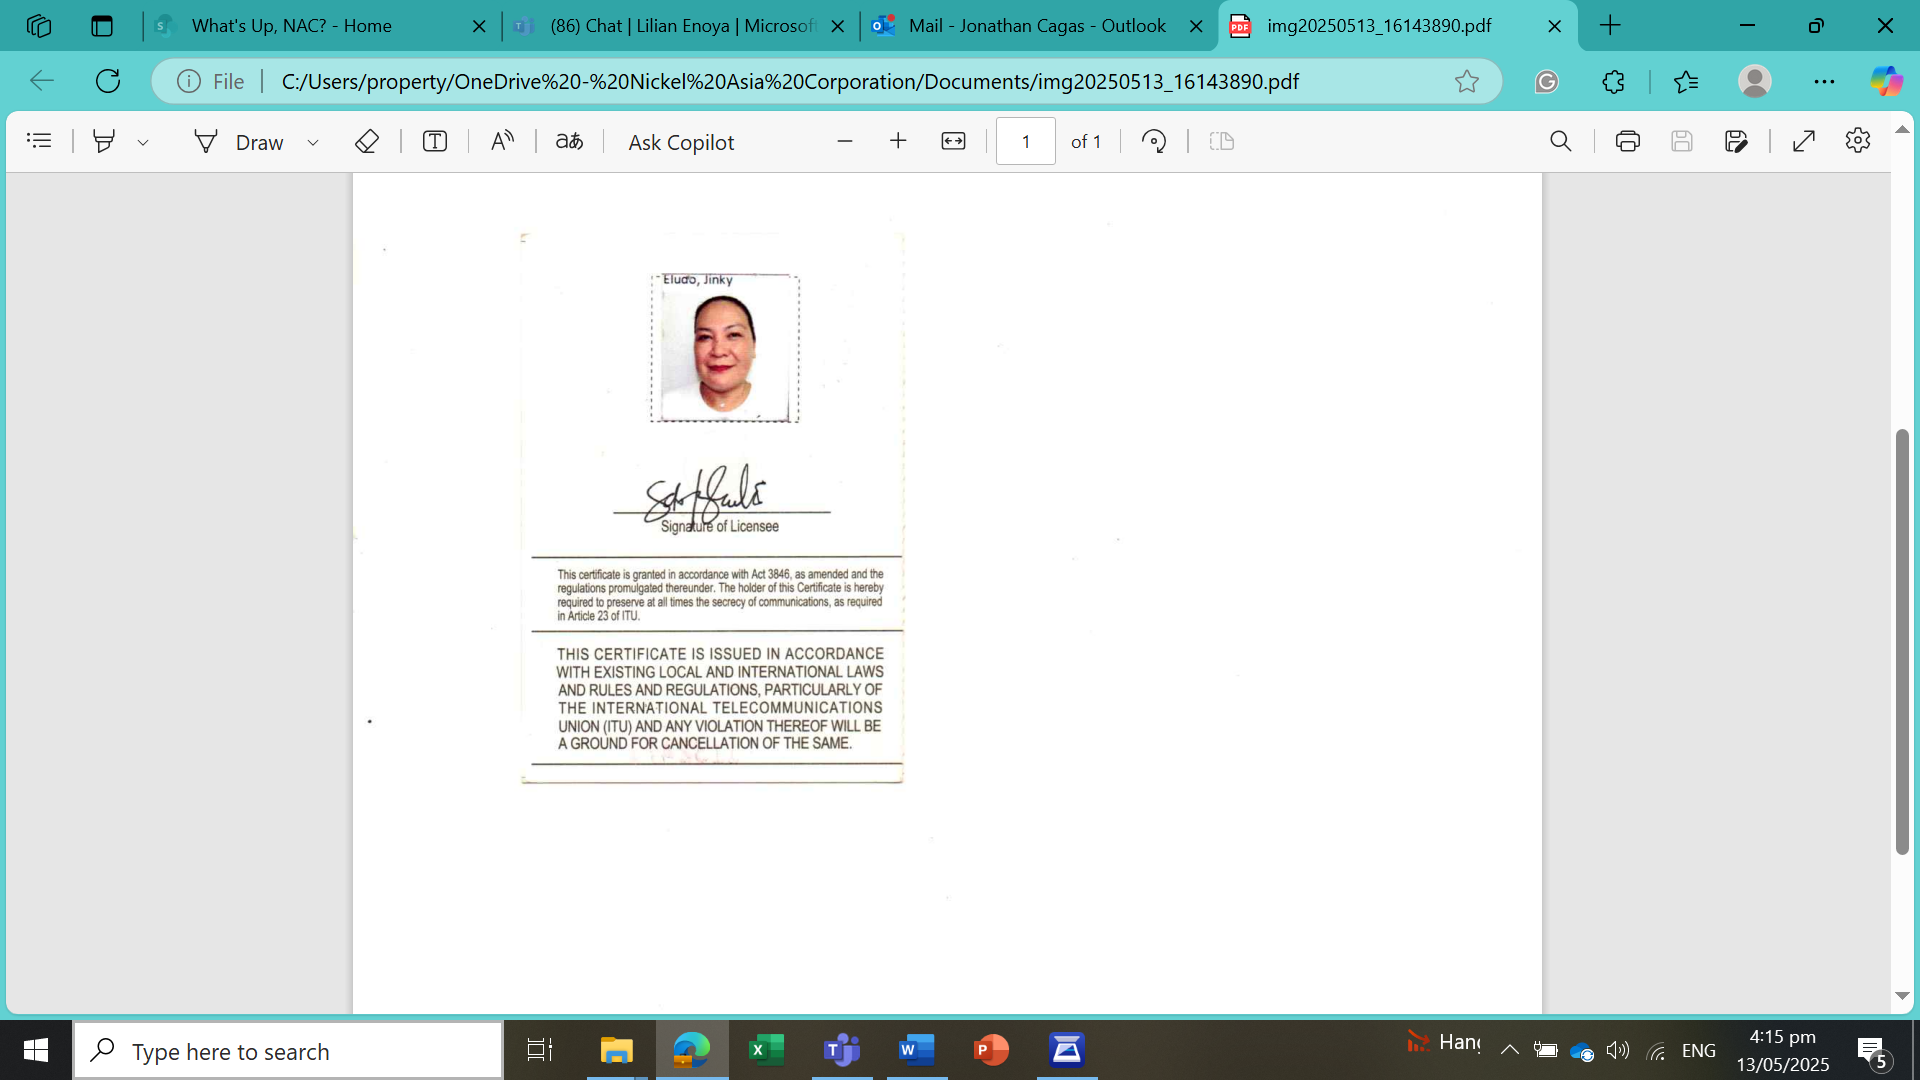 What's Up, NAC? - Home
(86) Chat | Lilian Enoya | Microsoft
Mail - Jonathan Cagas - Outlook
img20250513_16143890.pdf
File
C:/Users/property/OneDrive%20-%20Nickel%20Asia%20Corporation/Documents/img20250513_16143890.pdf
Draw
Ask Copilot
1
of 1
Eludo, Jinky
Signature of Licensee
This certificate is granted in accordance with Act 3846, as amended and the
regulations promulgated thereunder. The holder of this Certificate is hereby
required to preserve at all times the secrecy of communications, as required
in Article 23 of ITU.
THIS CERTIFICATE IS ISSUED IN ACCORDANCE
WITH EXISTING LOCAL AND INTERNATIONAL LAWS
AND RULES AND REGULATIONS, PARTICULARLY OF
THE INTERNATIONAL TELECOMMUNICATIONS
UNION (ITU) AND ANY VIOLATION THEREOF WILL BE
A GROUND FOR CANCELLATION OF THE SAME.
Type here to search
Hang
ENG
4:15 pm
13/05/2025
5